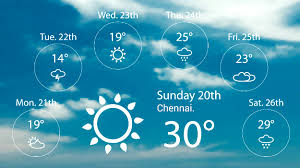 Wed. 23th
19°
Thu. 24th
25°
Tue. 22th
14°
Fri. 25th
23°
Mon. 21th
19°
Sunday 20th
Chennai.
30°
Sat. 26th
29°